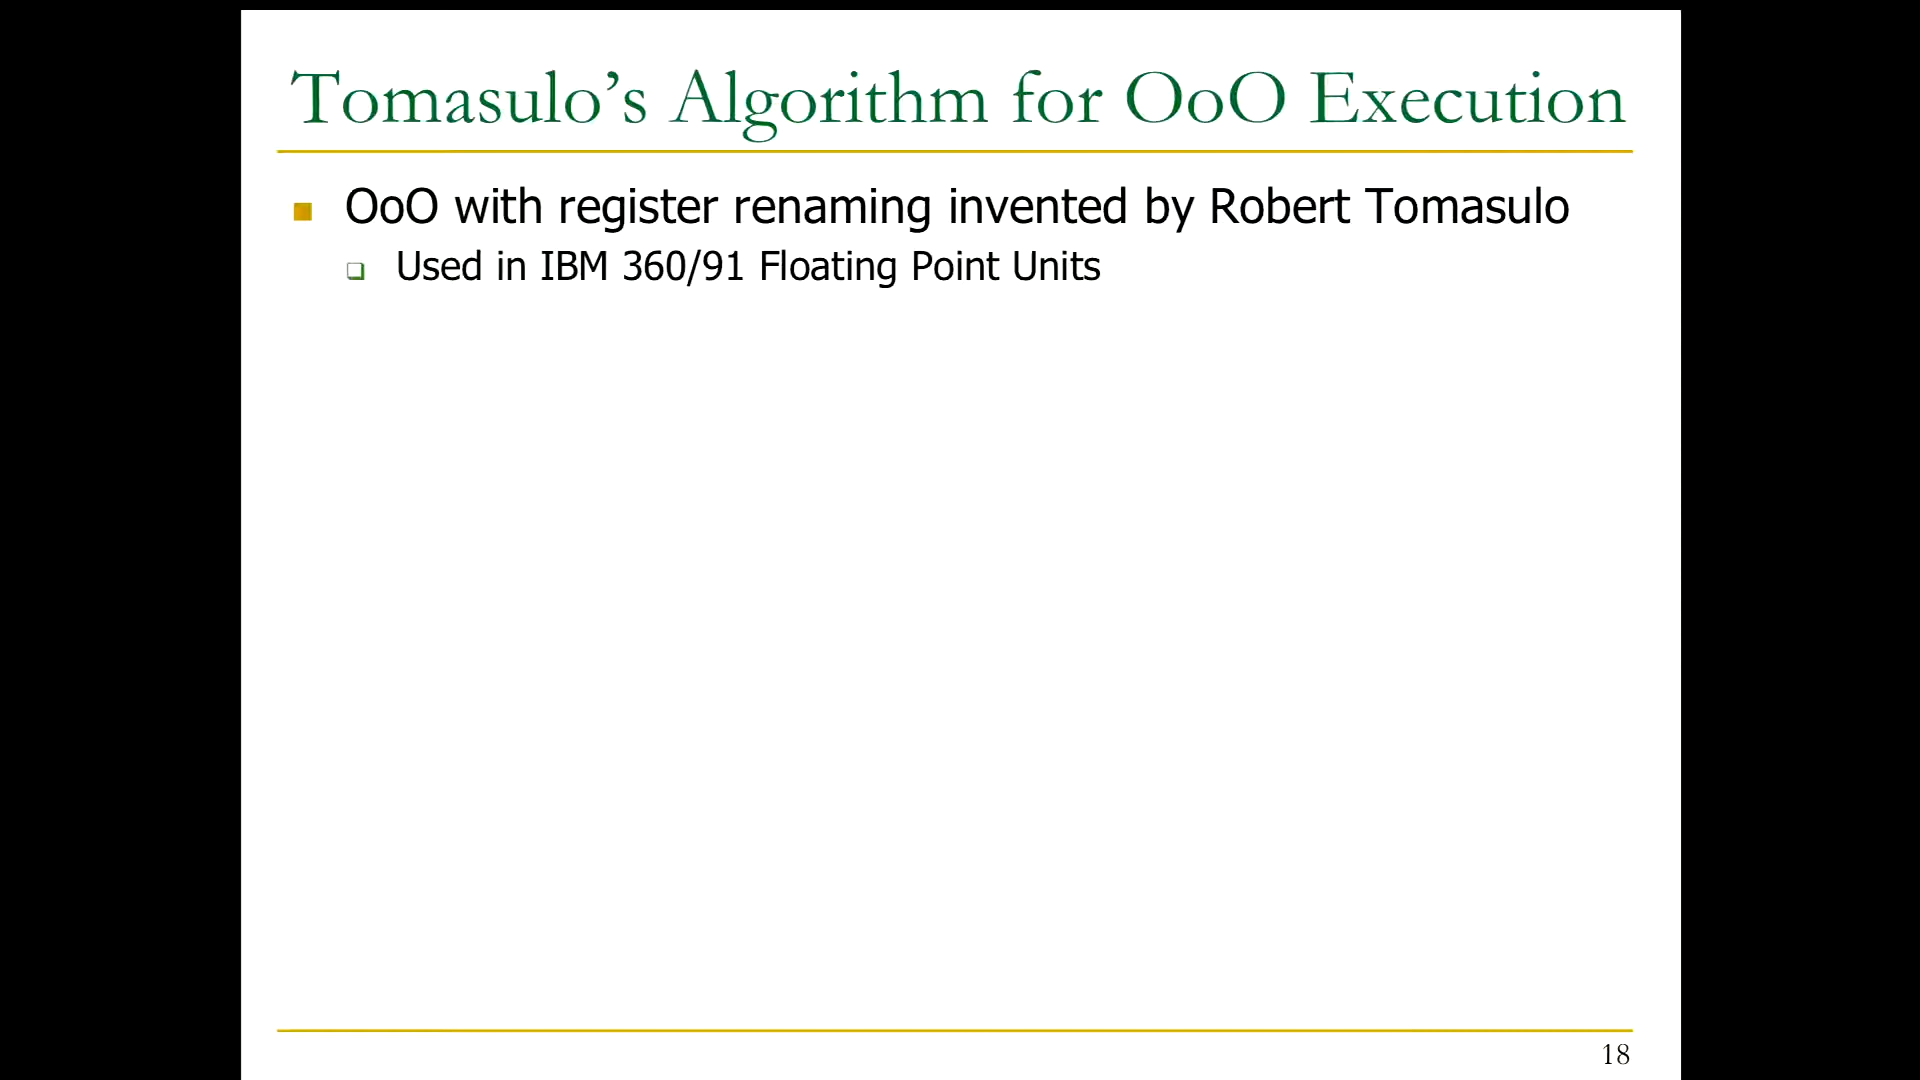 Tomasulo’s Algorithm for OoO Execution
OoO with register renaming invented by Robert Tomasulo
Used in IBM 360/91 Floating Point Units
18